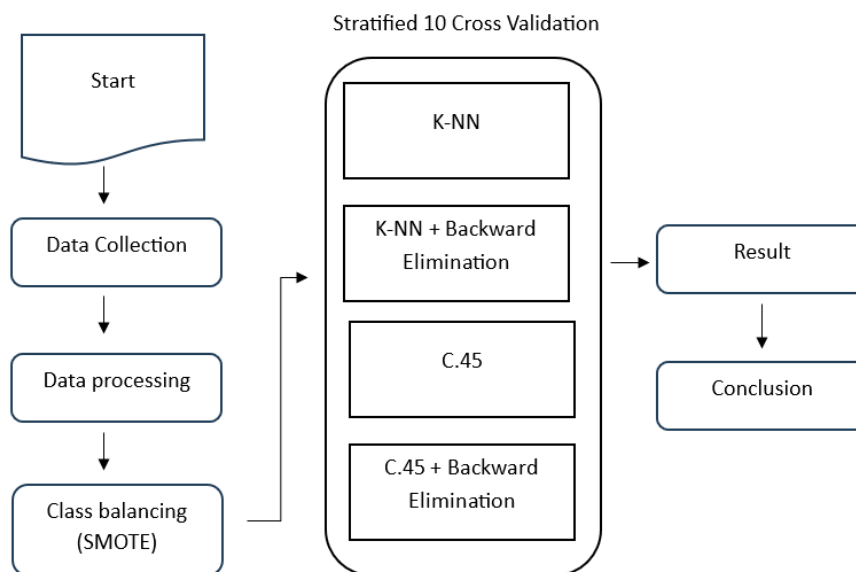 Start
Data Collection
Data processing
Class balancing
(SMOTE)
Stratified 10 Cross Validation
K-NN
K-NN + Backward
Elimination
C.45
C.45 + Backward
Elimination
Result
Conclusion